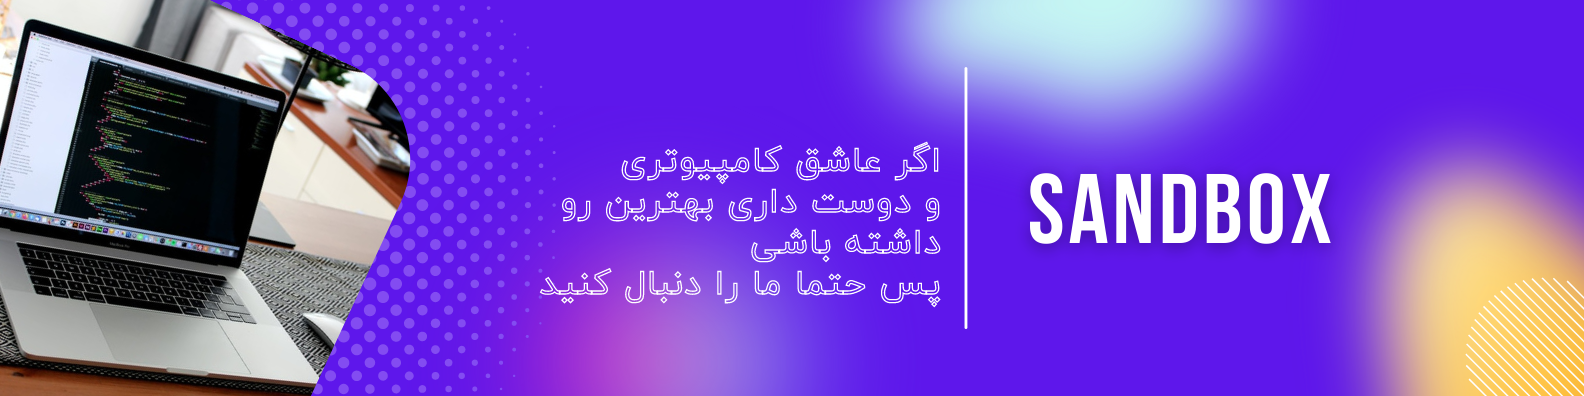 اگر عاشق کامپیوتری
و دوست داری بهترین رو
داشته باشی
پس حتما ما را دنبال کنید
SANDBOX